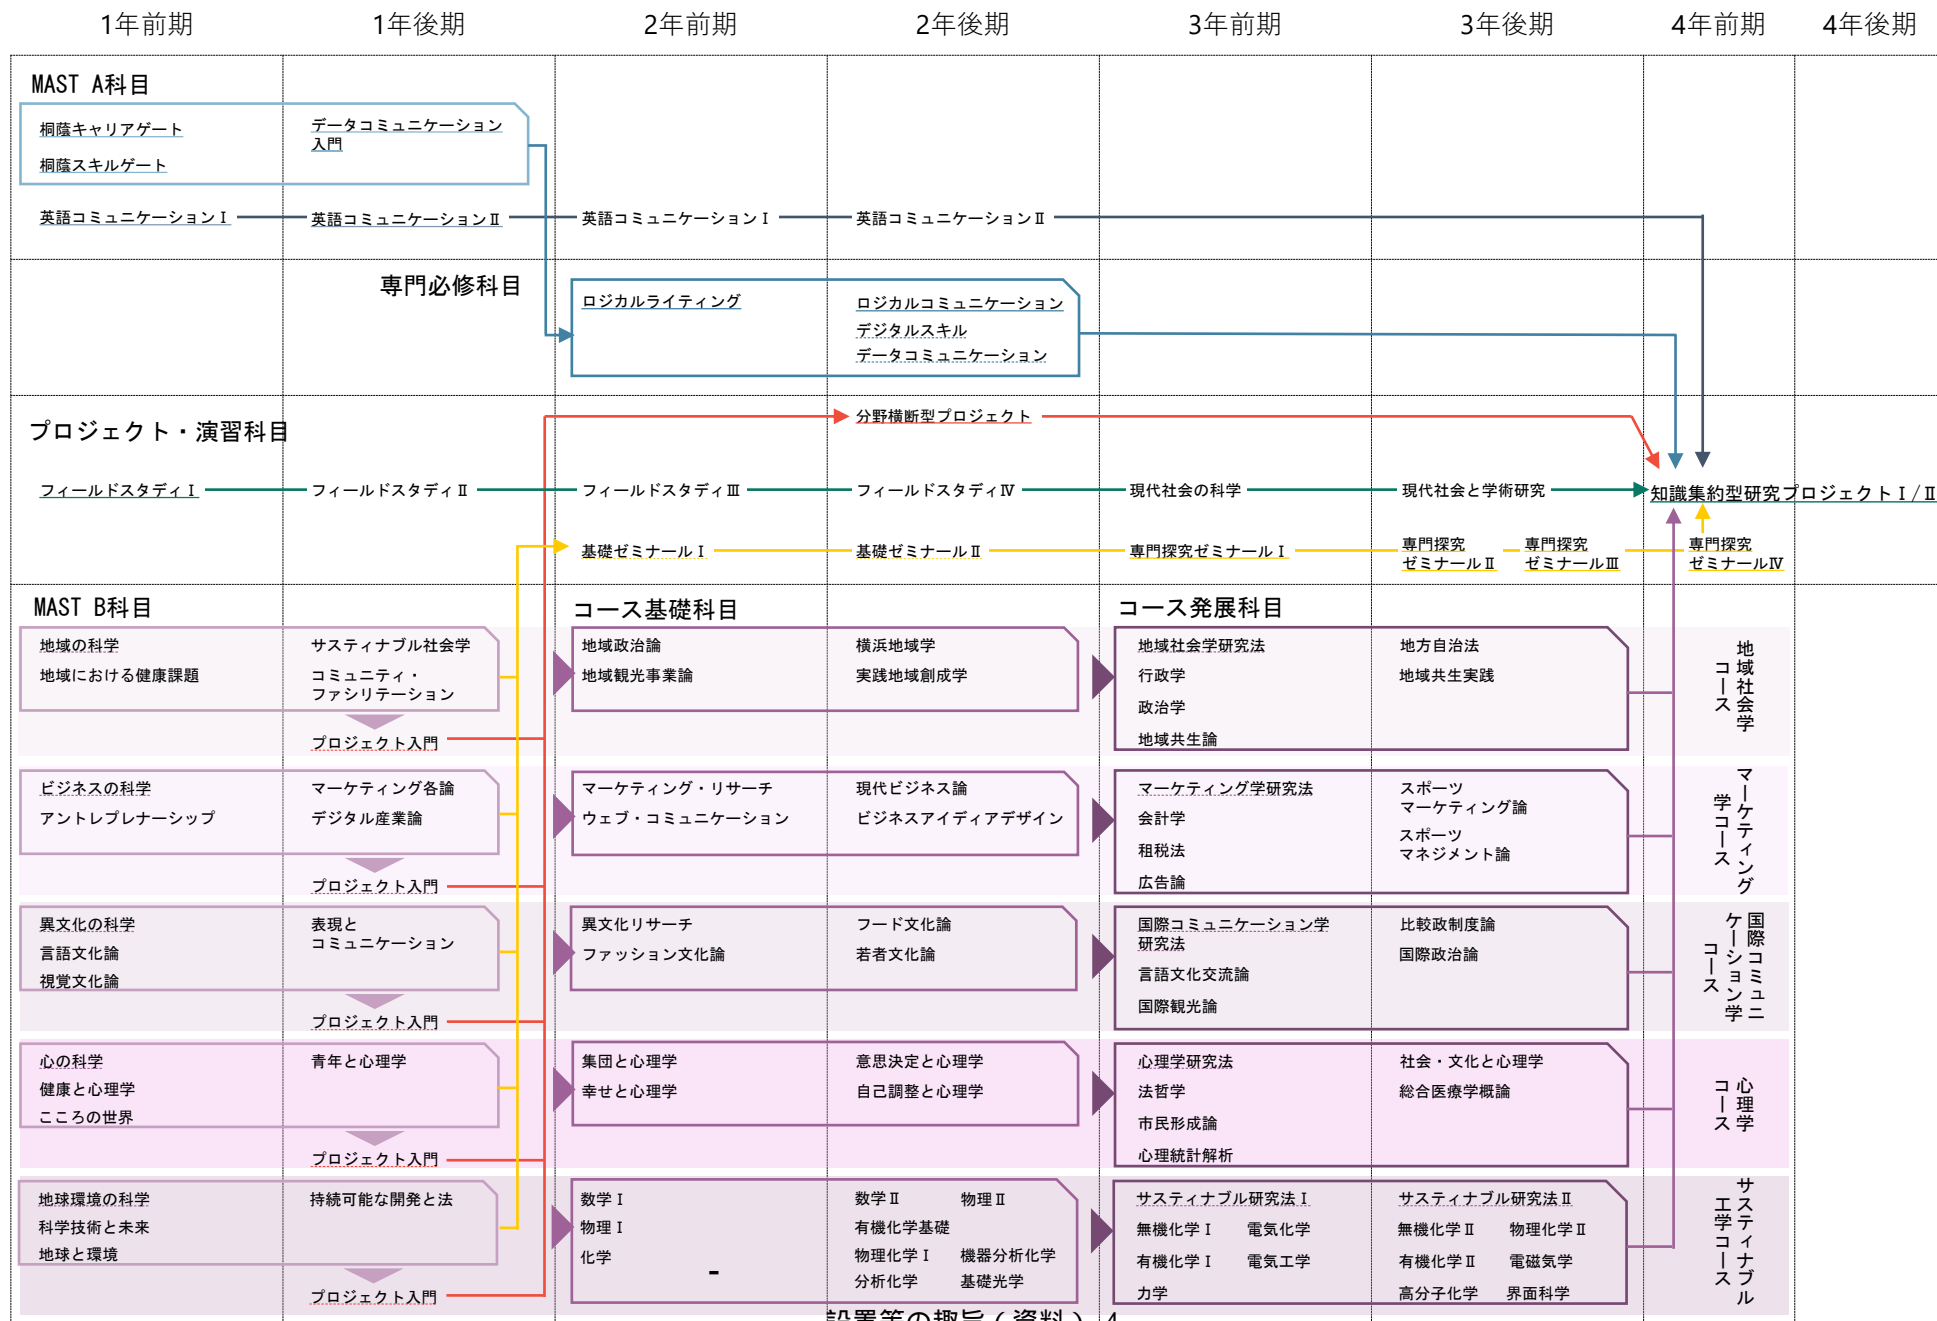 1年前期
1年後期
2年前期
2年後期
3年前期
3年後期
4年前期
4年後期
MAST A科目
桐蔭キャリアゲート
桐蔭スキルゲート
データコミュニケーション
入門
英語コミュニケーションⅠ
英語コミュニケーションⅡ
英語コミュニケーションⅠ
英語コミュニケーションⅡ
専門必修科目
ロジカルライティング
ロジカルコミュニケーション
デジタルスキル
データコミュニケーション
プロジェクト・演習科目
分野横断型プロジェクト
フィールドスタディⅠ
フィールドスタディⅡ
フィールドスタディⅢ
フィールドスタディⅣ
現代社会の科学
現代社会と学術研究
知識集約型研究プロジェクトⅠ/Ⅱ
基礎ゼミナールⅠ
基礎ゼミナールⅡ
専門探究ゼミナールⅠ
専門探究
ゼミナールⅡ
専門探究
ゼミナールⅢ
専門探究
ゼミナールⅣ
MAST B科目
コース基礎科目
コース発展科目
地域の科学
地域における健康課題
サスティナブル社会学
コミュニティ・
ファシリテーション
プロジェクト入門
地域政治論
地域観光事業論
横浜地域学
実践地域創成学
地域社会学研究法
行政学
政治学
地域共生論
地方自治法
地域共生実践
地域社会学
コース
ビジネスの科学
アントレプレナーシップ
マーケティング各論
デジタル産業論
プロジェクト入門
マーケティング・リサーチ
ウェブ・コミュニケーション
現代ビジネス論
ビジネスアイディアデザイン
マーケティング学研究法
会計学
租税法
広告論
スポーツ
マーケティング論
スポーツ
マネジメント論
マーケティング
学コース
異文化の科学
言語文化論
視覚文化論
表現と
コミュニケーション
プロジェクト入門
異文化リサーチ
ファッション文化論
フード文化論
若者文化論
国際コミュニケーション学
研究法
言語文化交流論
国際観光論
比較政制度論
国際政治論
国際コミュニ
ケーション学
コース
心の科学
健康と心理学
こころの世界
青年と心理学
プロジェクト入門
集団と心理学
幸せと心理学
意思決定と心理学
自己調整と心理学
心理学研究法
法哲学
市民形成論
心理統計解析
社会・文化と心理学
総合医療学概論
心理学
コース
地球環境の科学
科学技術と未来
地球と環境
持続可能な開発と法
プロジェクト入門
数学Ⅰ
物理Ⅰ
化学
-
数学Ⅱ 物理Ⅱ
有機化学基礎
物理化学Ⅰ 機器分析化学
分析化学 基礎光学
サスティナブル研究法Ⅰ
無機化学Ⅰ 電気化学
有機化学Ⅰ 電気工学
力学
サスティナブル研究法Ⅱ
無機化学Ⅱ 物理化学Ⅱ
有機化学Ⅱ 電磁気学
高分子化学 界面科学
サスティナブル
工学コース
設置等の趣旨(資料)-4